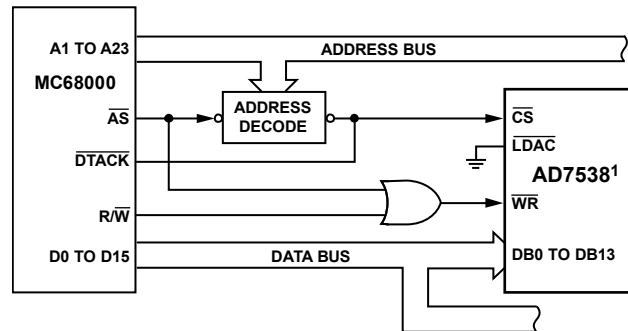 A1 TO A23
ADDRESS BUS
MC68000
AS
ADDRESS
DECODE
CS
DTACK
LDAC
AD7538¹
R/W
WR
D0 TO D15
DATA BUS
DB0 TO DB13